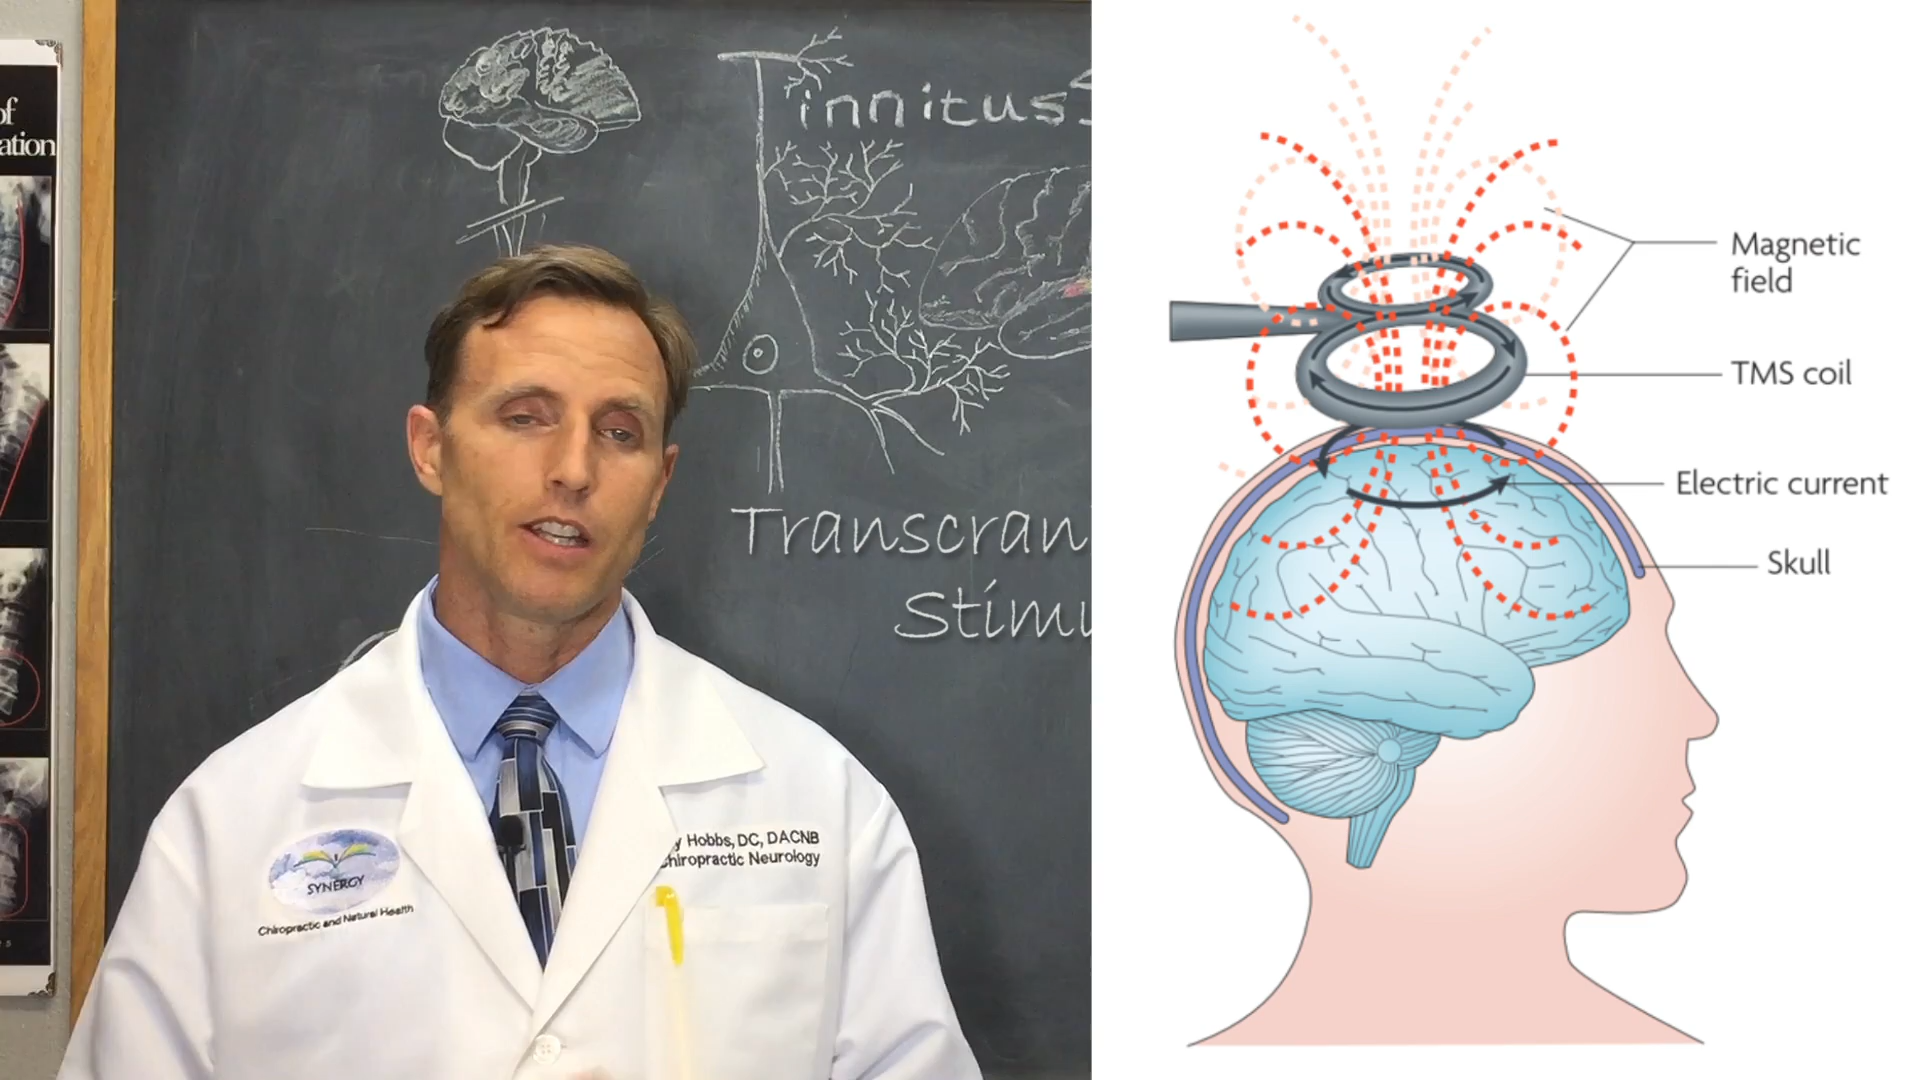 of
ation
innitus
Transcran
Stimu
y Hobbs, DC, DACNB
Chiropractic Neurology
SYNERGY
Chiropractic and Natural Health
Magnetic
field
TMS coil
Electric current
Skull